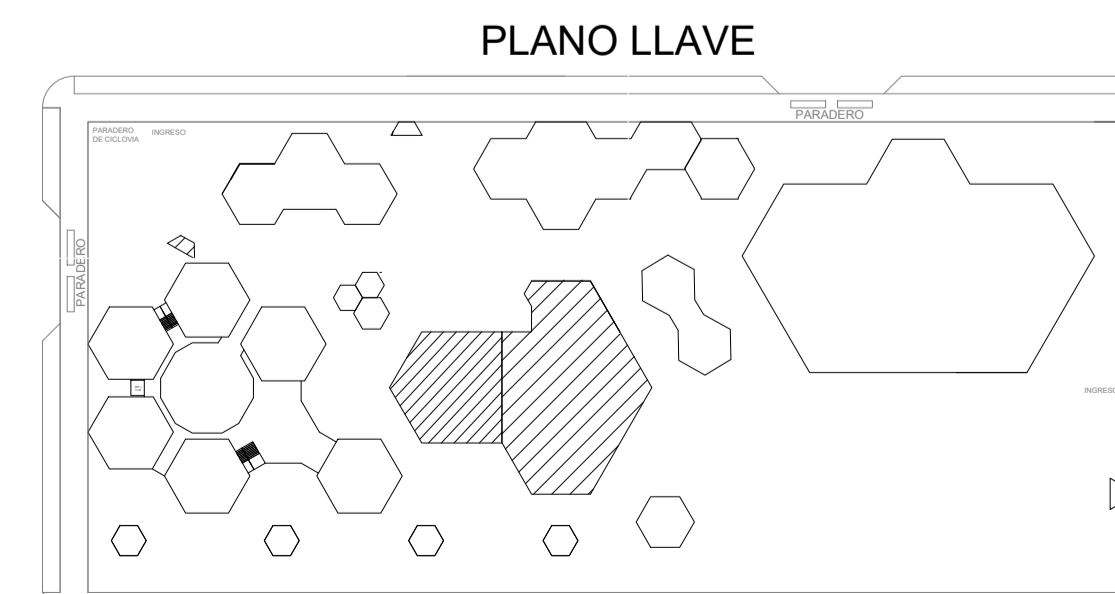 PLANO LLAVE
PARADERO
PARADERO
DE CICLOVIA
INGRESO
PARADERO
INGRESO